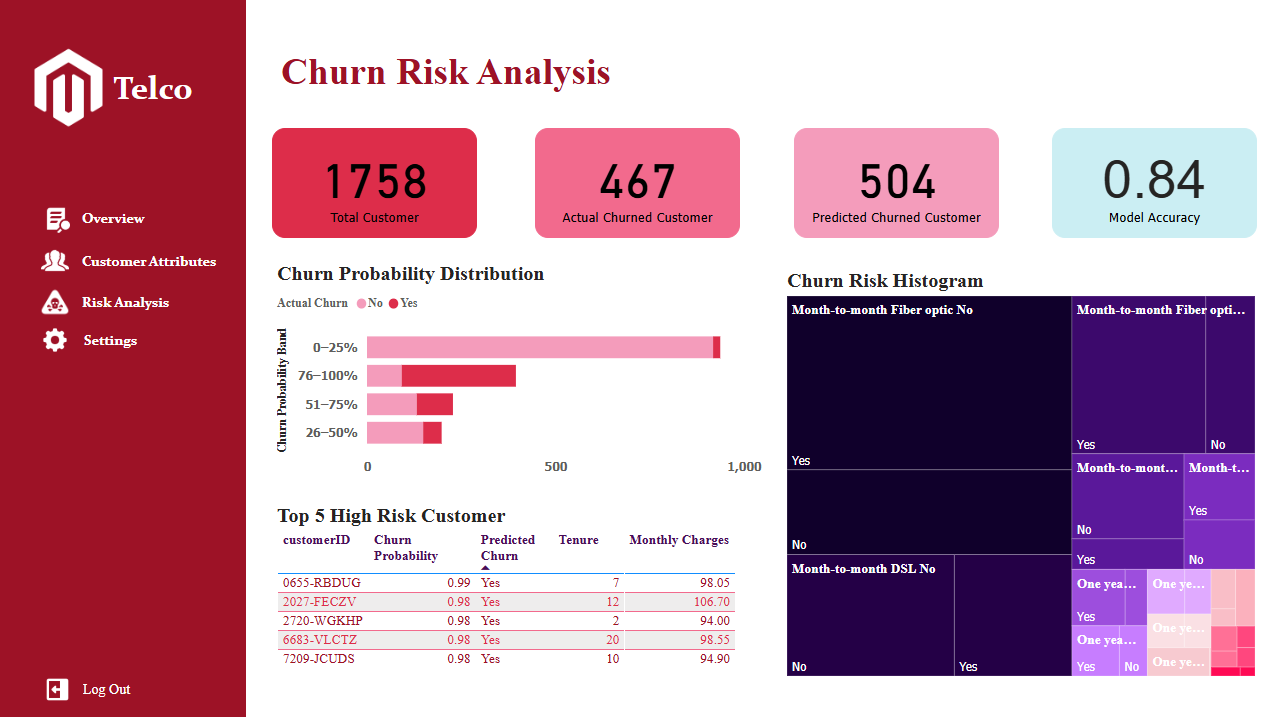 Telco
Overview
Customer Attributes
Risk Analysis
Settings
Log Out
Churn Risk Analysis
1758
Total Customer
467
Actual Churned Customer
504
Predicted Churned Customer
0.84
Model Accuracy
Churn Probability Distribution
Actual Churn No Yes
Churn Probability Band
0–25%
76–100%
51–75%
26–50%
0 500 1,000
Top 5 High Risk Customer
customerID Churn Probability Predicted Churn Tenure Monthly Charges
0655-RBDUG 0.99 Yes 7 98.05
2027-FECZV 0.98 Yes 12 106.70
2720-WGKHP 0.98 Yes 2 94.00
6683-VLCTZ 0.98 Yes 20 98.55
7209-JCUDS 0.98 Yes 10 94.90
Churn Risk Histogram
Month-to-month Fiber optic No
Yes
No
Month-to-month DSL No
No Yes
Month-to-month Fiber opti…
Yes No
Month-to-mont…
No
Yes
Month-t…
Yes
No
One yea…
Yes
One yea…
Yes No
One ye…
One ye…
One ye…